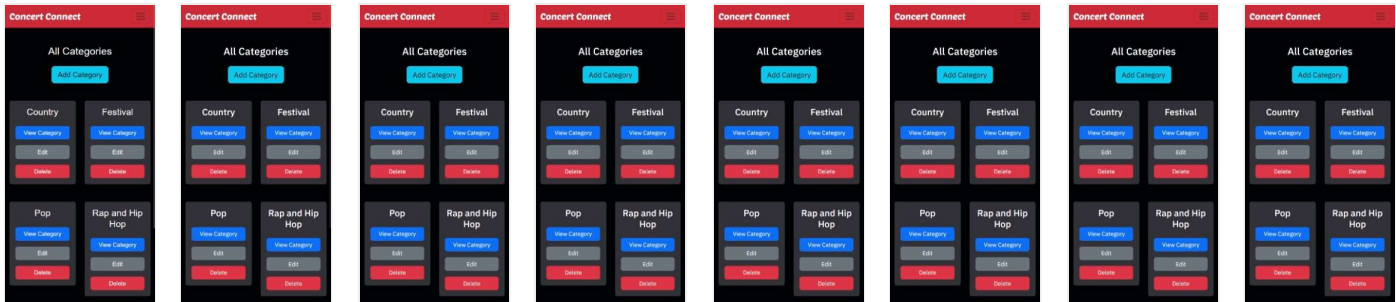 Concert Connect
All Categories
Add Category
Country
View Category
Edit
Delete
Festival
View Category
Edit
Delete
Pop
View Category
Edit
Delete
Rap and Hip
Hop
View Category
Edit
Delete
Concert Connect
All Categories
Add Category
Country
View Category
Edit
Delete
Festival
View Category
Edit
Delete
Pop
View Category
Edit
Delete
Rap and Hip
Hop
View Category
Edit
Delete
Concert Connect
All Categories
Add Category
Country
View Category
Edit
Delete
Festival
View Category
Edit
Delete
Pop
View Category
Edit
Delete
Rap and Hip
Hop
View Category
Edit
Delete
Concert Connect
All Categories
Add Category
Country
View Category
Edit
Delete
Festival
View Category
Edit
Delete
Pop
View Category
Edit
Delete
Rap and Hip
Hop
View Category
Edit
Delete
Concert Connect
All Categories
Add Category
Country
View Category
Edit
Delete
Festival
View Category
Edit
Delete
Pop
View Category
Edit
Delete
Rap and Hip
Hop
View Category
Edit
Delete
Concert Connect
All Categories
Add Category
Country
View Category
Edit
Delete
Festival
View Category
Edit
Delete
Pop
View Category
Edit
Delete
Rap and Hip
Hop
View Category
Edit
Delete
Concert Connect
All Categories
Add Category
Country
View Category
Edit
Delete
Festival
View Category
Edit
Delete
Pop
View Category
Edit
Delete
Rap and Hip
Hop
View Category
Edit
Delete
Concert Connect
All Categories
Add Category
Country
View Category
Edit
Delete
Festival
View Category
Edit
Delete
Pop
View Category
Edit
Delete
Rap and Hip
Hop
View Category
Edit
Delete